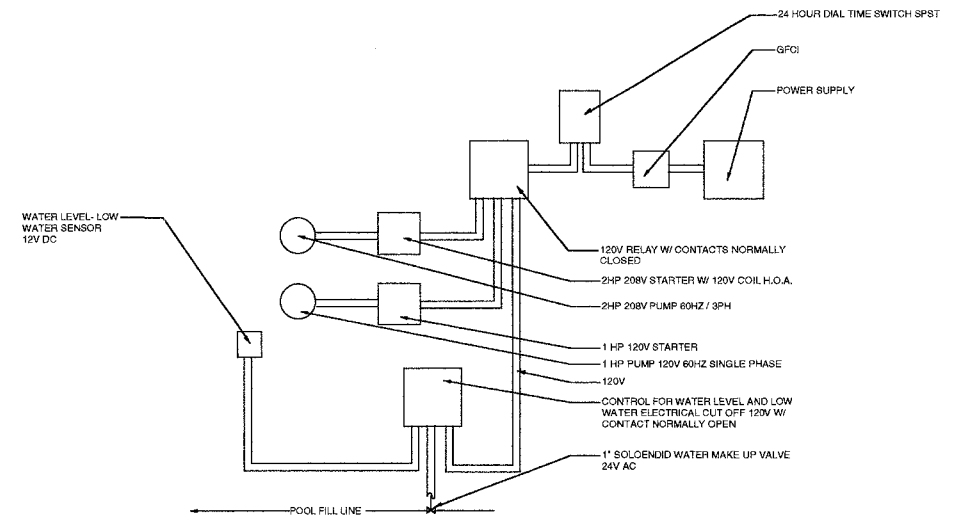 24 HOUR DIAL TIME SWITCH SPST
GFCI
POWER SUPPLY
WATER LEVEL- LOW
WATER SENSOR
12V DC
120V RELAY W/ CONTACTS NORMALLY
CLOSED
2HP 208V STARTER W/ 120V COIL H.O.A.
2HP 208V PUMP 60HZ / 3PH
1 HP 120V STARTER
1 HP PUMP 120V 60HZ SINGLE PHASE
120V
CONTROL FOR WATER LEVEL AND LOW
WATER ELECTRICAL CUT OFF 120V W/
CONTACT NORMALLY OPEN
1" SOLOENDID WATER MAKE UP VALVE
24V AC
POOL FILL LINE